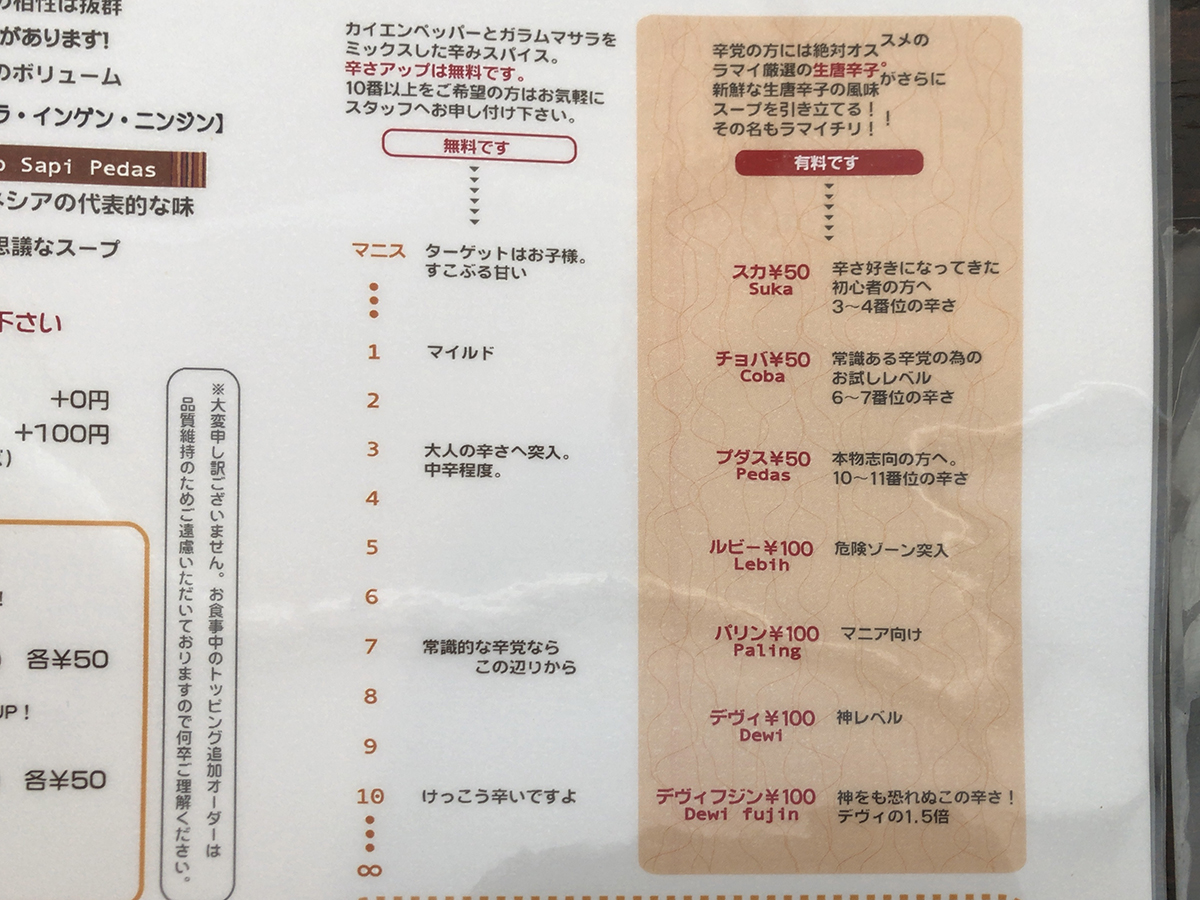 の相性は抜群
があります!
のボリューム
ラ・インゲン・ニンジン】
Sapi Pedas
シアの代表的な味
思議なスープ
下さい
+0円
+100円
各¥50
UP！
各¥50
※大変申し訳ございません。お食事中のトッピング追加オーダーは
品質維持のためご遠慮いただいておりますので何卒ご理解ください。
カイエンペッパーとガラムマサラを
ミックスした辛みスパイス。
辛さアップは無料です。
10番以上をご希望の方はお気軽に
スタッフへお申し付け下さい。
無料です
マニス ターゲットはお子様。
すこぶる甘い
1 マイルド
2
3 大人の辛さへ突入。
中辛程度。
4
5
6
7 常識的な辛党なら
この辺りから
8
9
10 けっこう辛いですよ
∞
辛党の方には絶対オススメの
ラマイ厳選の生唐辛子。
新鮮な生唐辛子の風味がさらに
スープを引き立てる！！
その名もラマイチリ！
有料です
スカ¥50 辛さ好きになってきた
Suka 初心者の方へ
3〜4番位の辛さ
チョバ¥50 常識ある辛党の為の
Coba お試しレベル
6〜7番位の辛さ
プダス¥50 本物志向の方へ。
Pedas 10〜11番位の辛さ
ルビー¥100 危険ゾーン突入
Lebih
パリン¥100 マニア向け
Paling
デヴィ¥100 神レベル
Dewi
デヴィフジン¥100 神をも恐れぬこの辛さ！
Dewi fujin デヴィの1.5倍